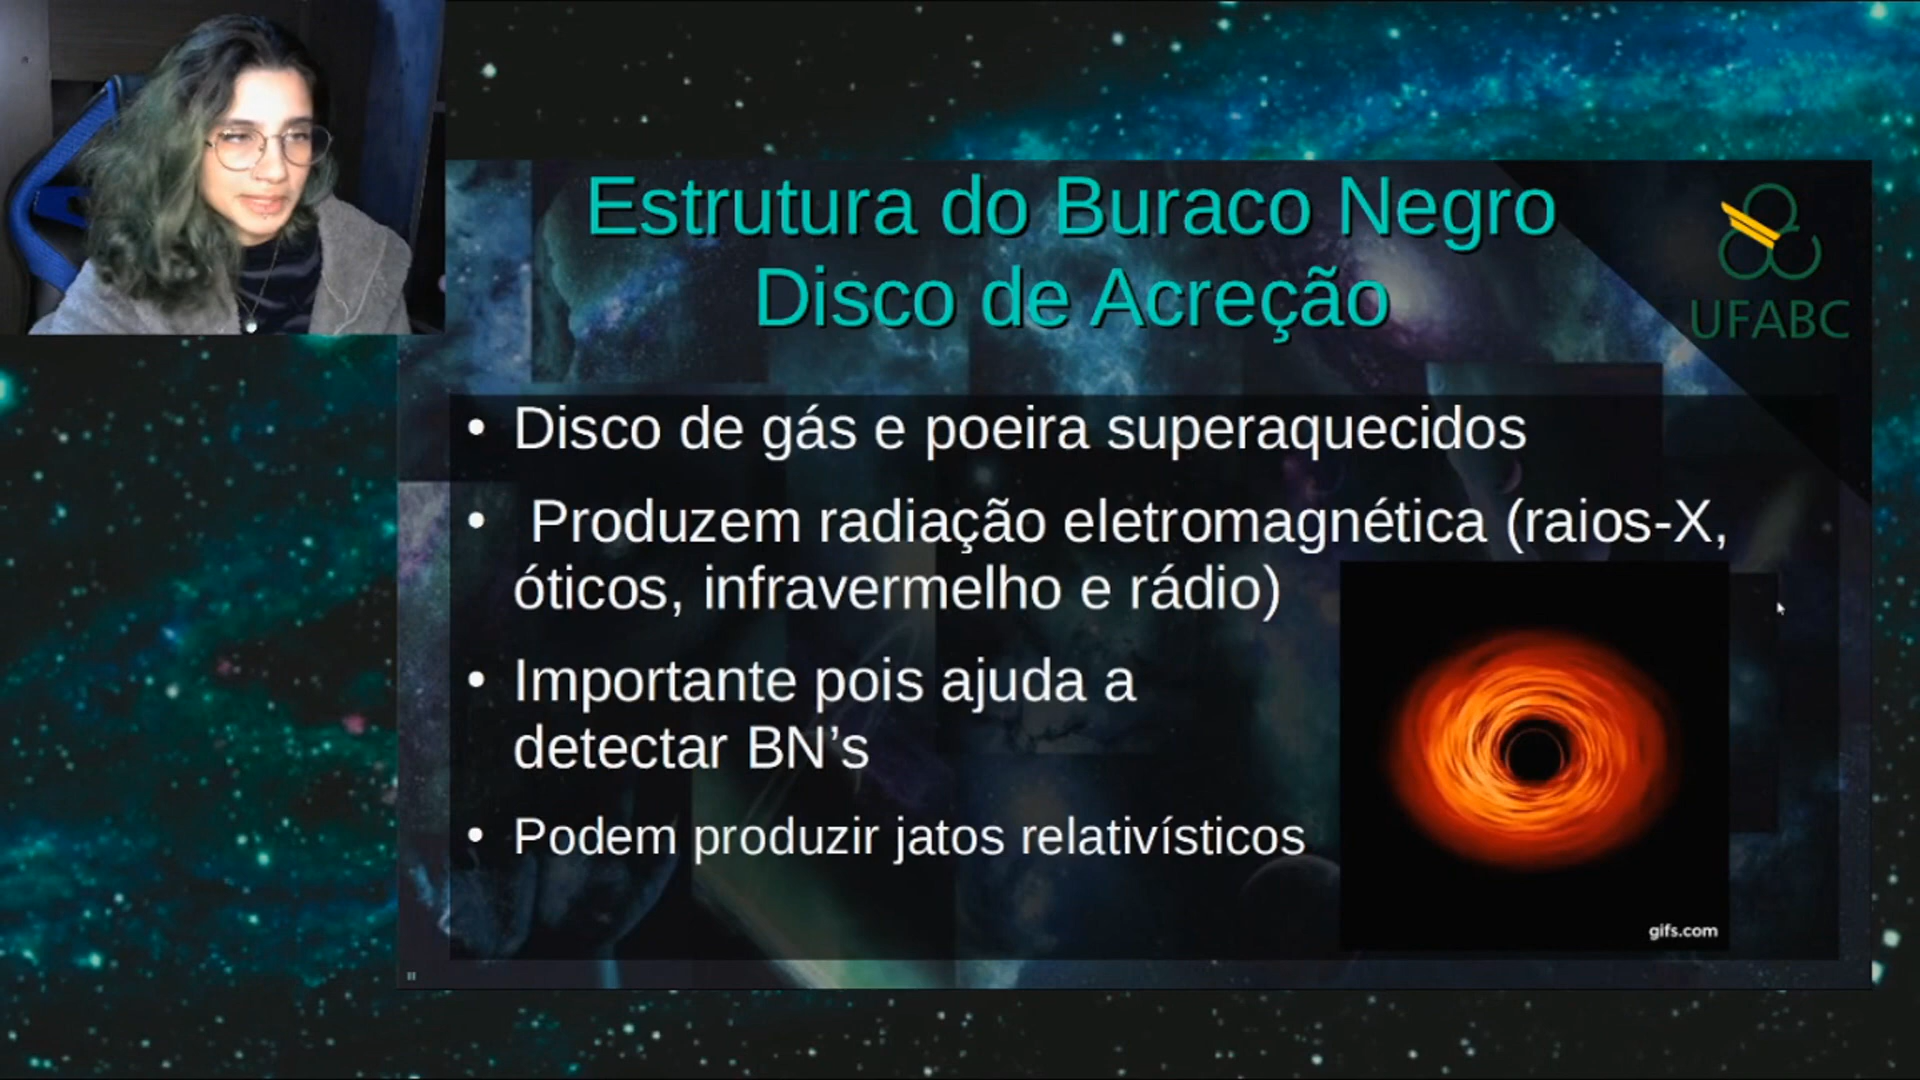 Estrutura do Buraco Negro
Disco de Acreção
UFABC
• Disco de gás e poeira superaquecidos
• Produzem radiação eletromagnética (raios-X,
óticos, infravermelho e rádio)
• Importante pois ajuda a
detectar BN’s
• Podem produzir jatos relativísticos
gifs.com